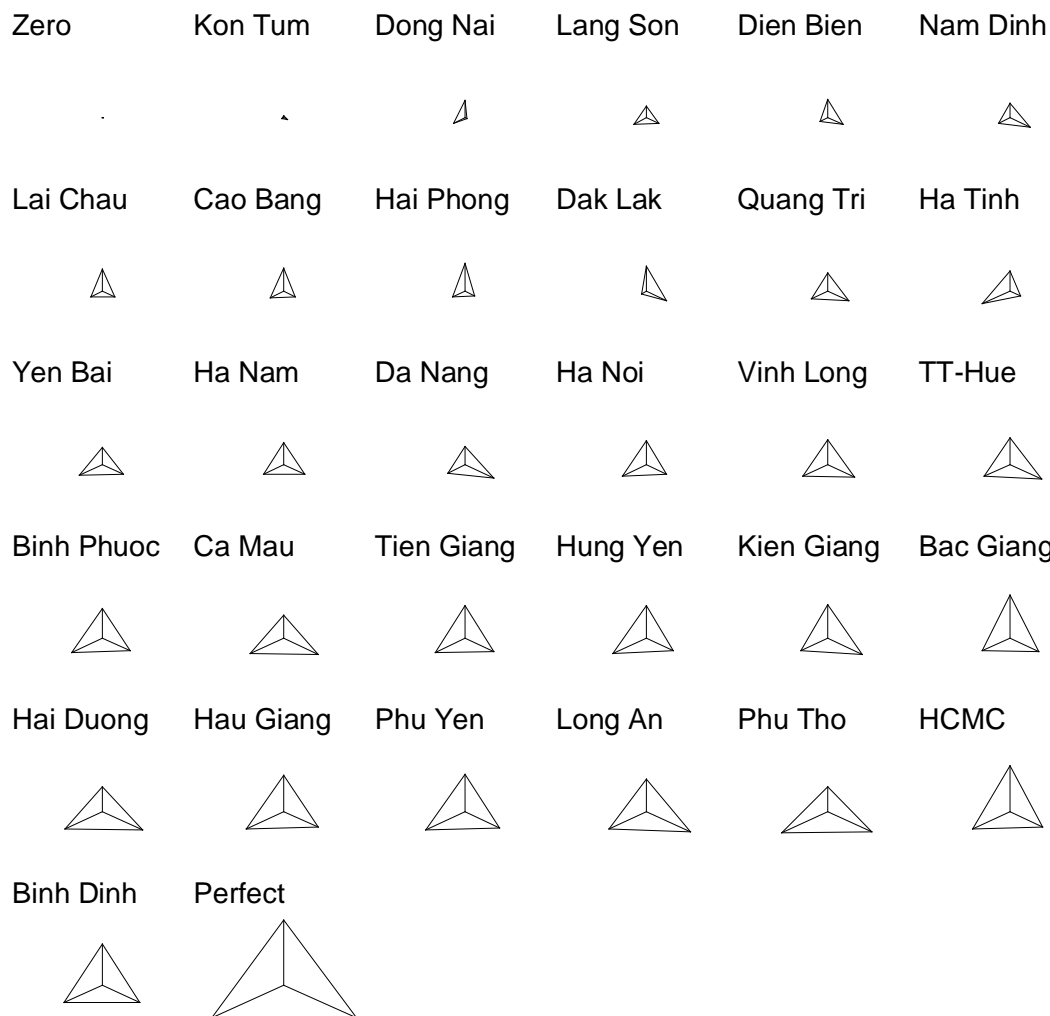 Zero Kon Tum Dong Nai Lang Son Dien Bien Nam Dinh
Lai Chau Cao Bang Hai Phong Dak Lak Quang Tri Ha Tinh
Yen Bai Ha Nam Da Nang Ha Noi Vinh Long TT-Hue
Binh Phuoc Ca Mau Tien Giang Hung Yen Kien Giang Bac Giang
Hai Duong Hau Giang Phu Yen Long An Phu Tho HCMC
Binh Dinh Perfect